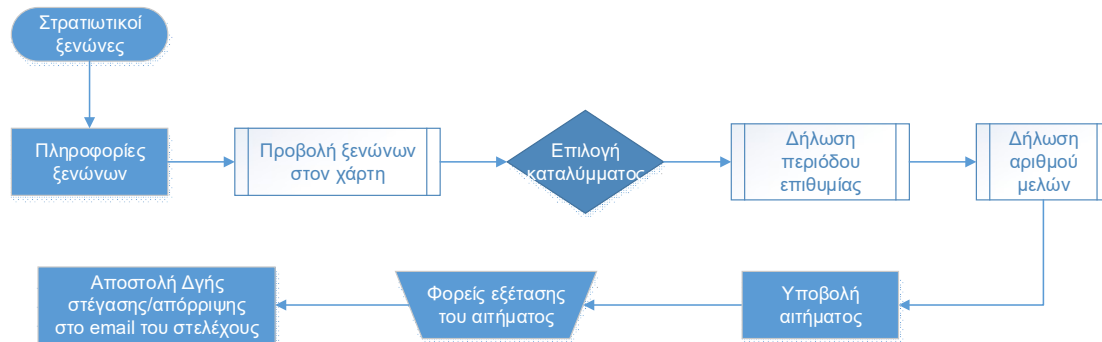 Στρατιωτικοί
ξενώνες
Πληροφορίες
ξενώνων
Προβολή ξενώνων
στον χάρτη
Επιλογή
καταλύμματος
Δήλωση
περιόδου
επιθυμίας
Δήλωση
αριθμού
μελών
Αποστολή Δγής
στέγασης/απόρριψης
στο email του στελέχους
Φορείς εξέτασης
του αιτήματος
Υποβολή
αιτήματος